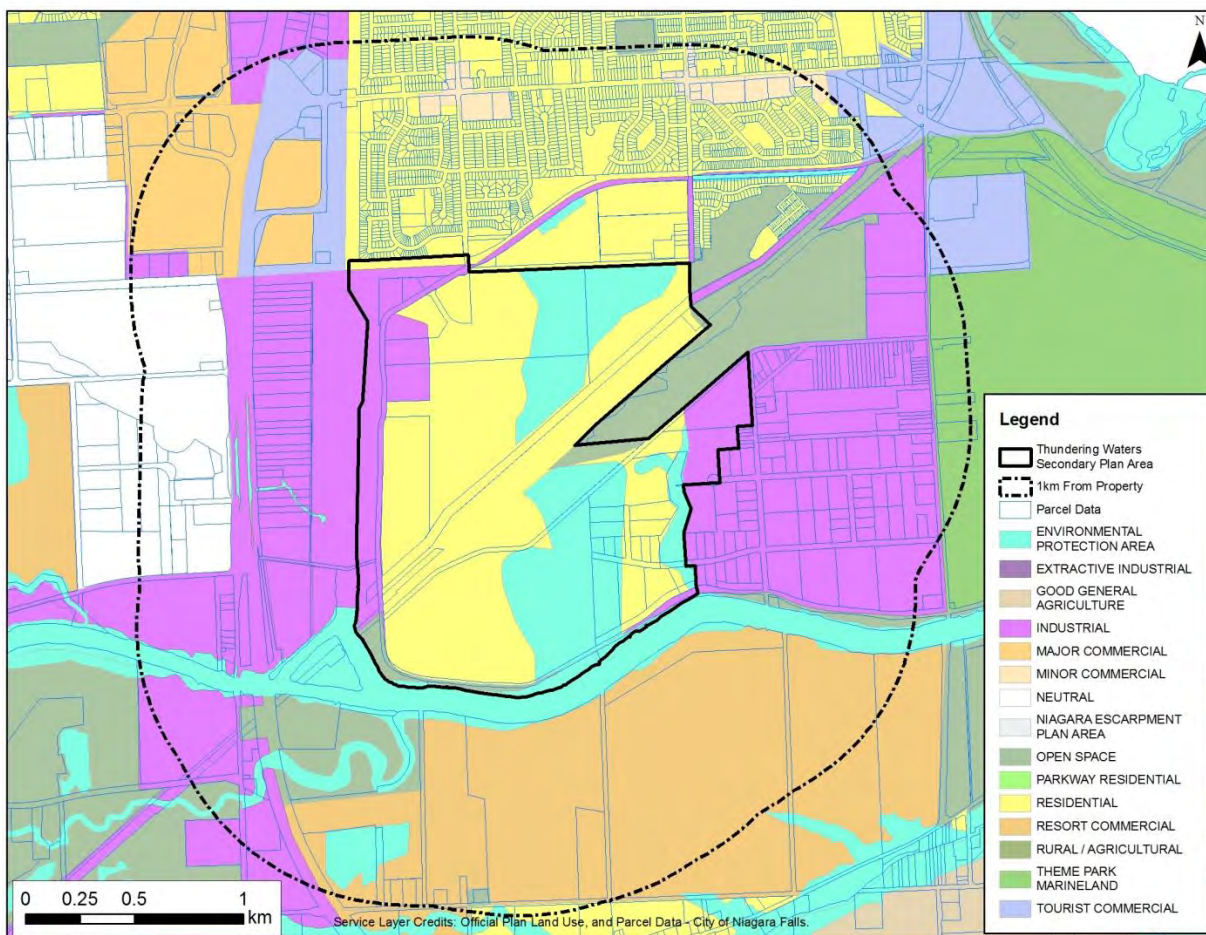 N
Legend
Thundering Waters
Secondary Plan Area
1km From Property
Parcel Data
ENVIRONMENTAL
PROTECTION AREA
EXTRACTIVE INDUSTRIAL
GOOD GENERAL
AGRICULTURE
INDUSTRIAL
MAJOR COMMERCIAL
MINOR COMMERCIAL
NEUTRAL
NIAGARA ESCARPMENT
PLAN AREA
OPEN SPACE
PARKWAY RESIDENTIAL
RESIDENTIAL
RESORT COMMERCIAL
RURAL / AGRICULTURAL
THEME PARK
MARINELAND
TOURIST COMMERCIAL
0 0.25 0.5 1
km
Service Layer Credits: Official Plan Land Use, and Parcel Data - City of Niagara Falls.